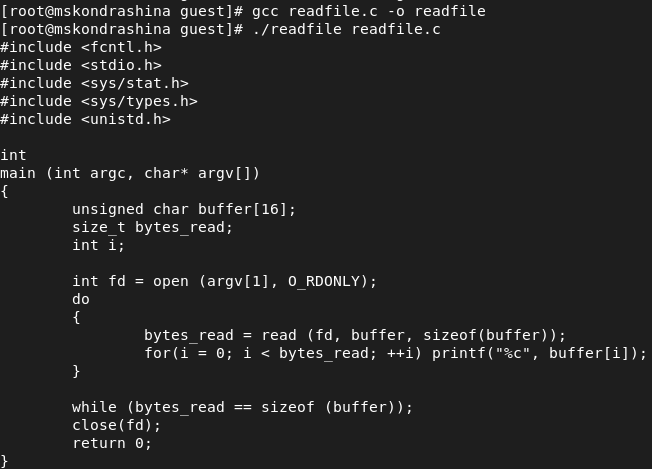 [root@mskondrashina guest]# gcc readfile.c -o readfile
[root@mskondrashina guest]# ./readfile readfile.c
#include <fcntl.h>
#include <stdio.h>
#include <sys/stat.h>
#include <sys/types.h>
#include <unistd.h>

int
main (int argc, char* argv[])
{
        unsigned char buffer[16];
        size_t bytes_read;
        int i;

        int fd = open (argv[1], O_RDONLY);
        do
        {
                bytes_read = read (fd, buffer, sizeof(buffer));
                for(i = 0; i < bytes_read; ++i) printf("%c", buffer[i]);
        }

        while (bytes_read == sizeof (buffer));
        close(fd);
        return 0;
}